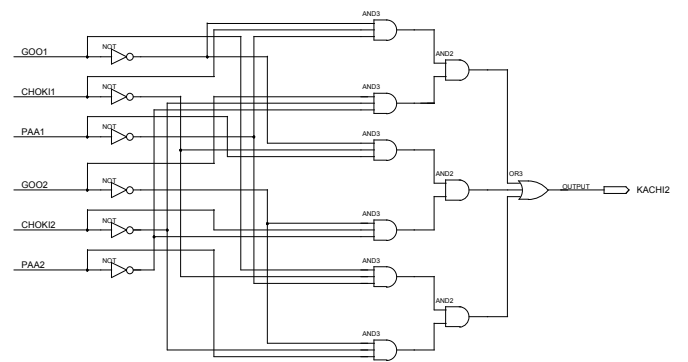 AND3
GOO1
NOT
AND2
CHOKI1
NOT
AND3
PAA1
NOT
AND3
GOO2
NOT
AND2
OR3
OUTPUT
KACHI2
CHOKI2
NOT
AND3
PAA2
NOT
AND3
AND2
AND3